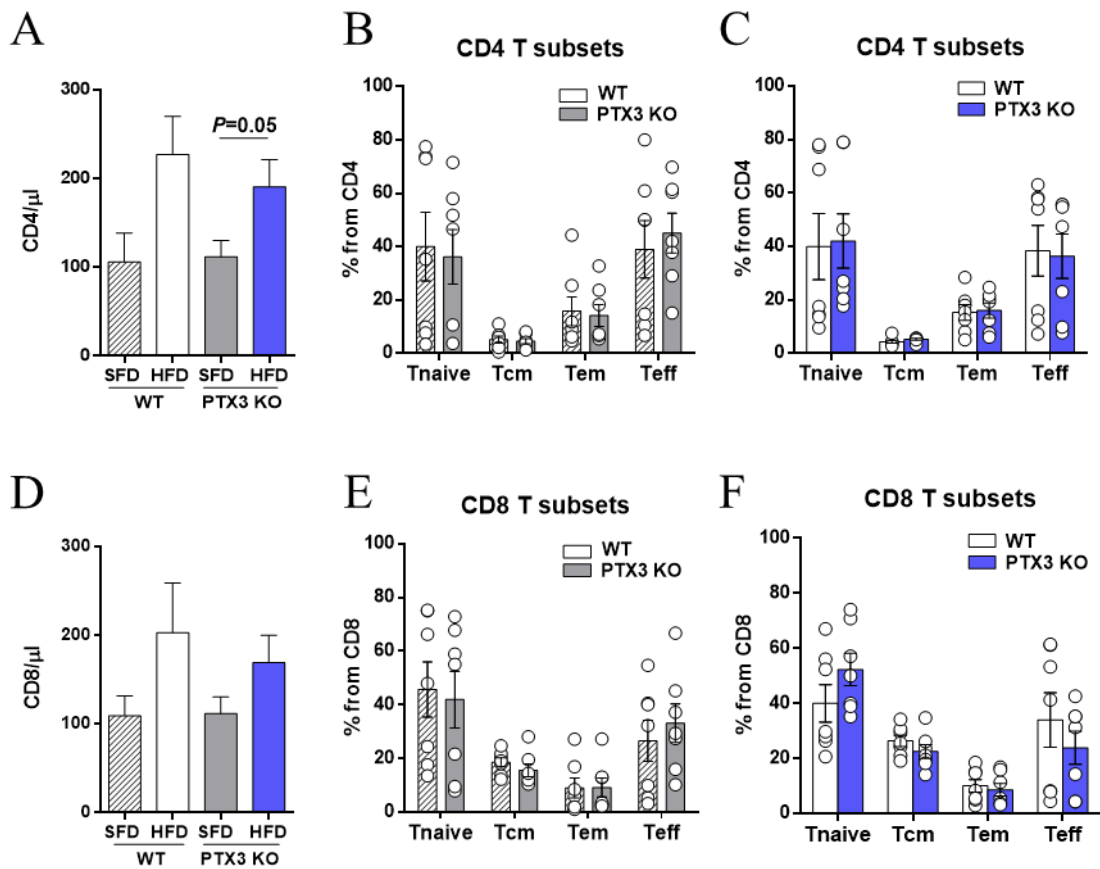 A
CD4/μl
300
200
100
0
P=0.05
SFD HFD SFD HFD
WT PTX3 KO
B
CD4 T subsets
% from CD4
100
80
60
40
20
0
WT
PTX3 KO
Tnaive Tcm Tem Teff
C
CD4 T subsets
% from CD4
100
80
60
40
20
0
WT
PTX3 KO
Tnaive Tcm Tem Teff
D
CD8/μl
300
200
100
0
SFD HFD SFD HFD
WT PTX3 KO
E
CD8 T subsets
% from CD8
100
80
60
40
20
0
WT
PTX3 KO
Tnaive Tcm Tem Teff
F
CD8 T subsets
% from CD8
100
80
60
40
20
0
WT
PTX3 KO
Tnaive Tcm Tem Teff